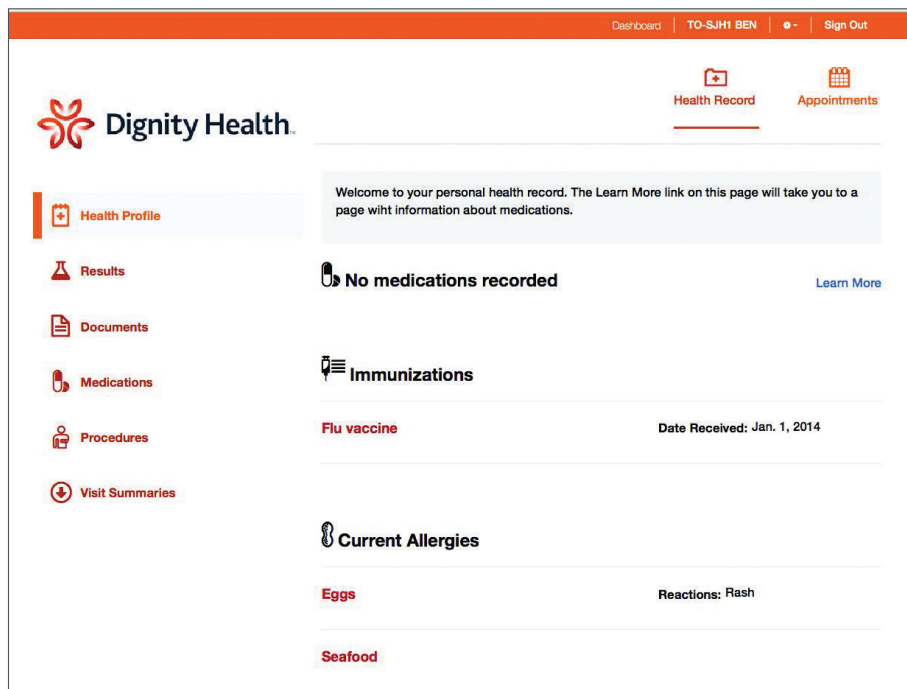 Dashboard | TO-SJH1 BEN | Sign Out
Health Record
Appointments
Dignity Health™
Health Profile
Results
Documents
Medications
Procedures
Visit Summaries
Welcome to your personal health record. The Learn More link on this page will take you to a
page wiht information about medications.
No medications recorded
Learn More
Immunizations
Flu vaccine
Date Received: Jan. 1, 2014
Current Allergies
Eggs
Reactions: Rash
Seafood